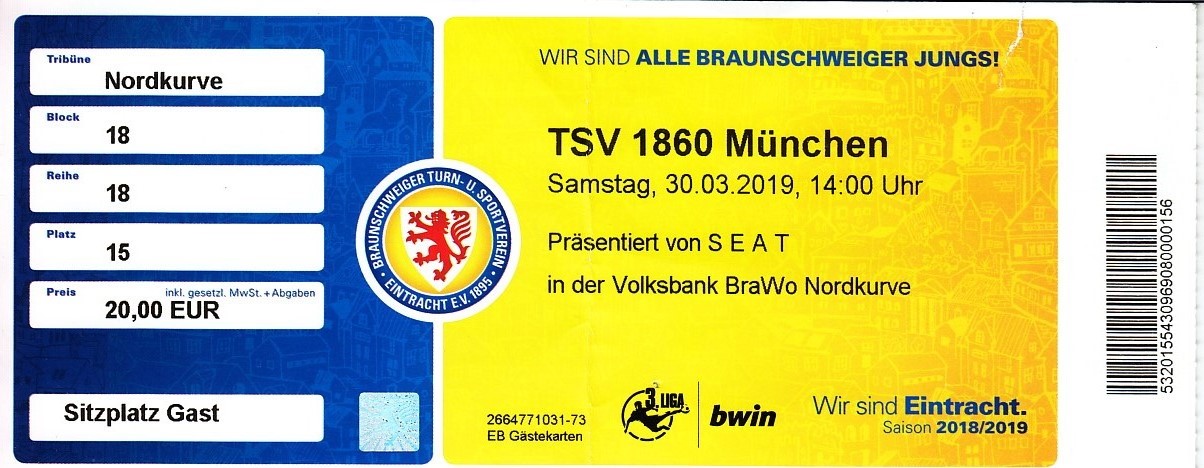 Tribüne
Nordkurve
Block
18
Reihe
18
Platz
15
Preis
inkl. gesetzl. MwSt. + Abgaben
20,00 EUR
Sitzplatz Gast
BRAUNSCHWEIGER TURN- U. SPORTVEREIN
• EINTRACHT E.V. 1895 •
WIR SIND ALLE BRAUNSCHWEIGER JUNGS!
TSV 1860 München
Samstag, 30.03.2019, 14:00 Uhr
Präsentiert von S E A T
in der Volksbank BraWo Nordkurve
2664771031-73
EB Gästekarten
3. LIGA
bwin
Wir sind Eintracht.
Saison 2018/2019
5320155430969080000156